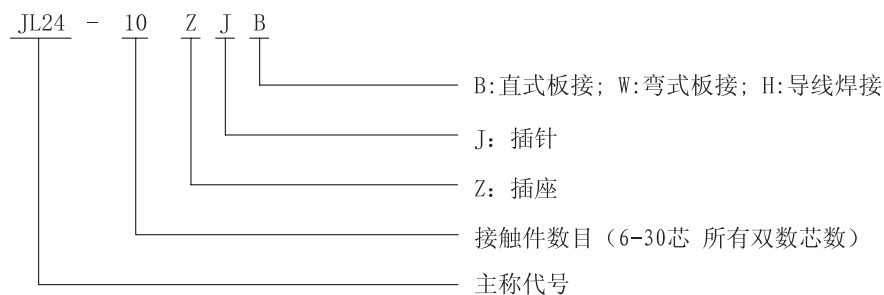 JL24 - 10 Z J B
B:直式板接; W:弯式板接; H:导线焊接
J: 插针
Z: 插座
接触件数目（6-30芯 所有双数芯数）
主称代号